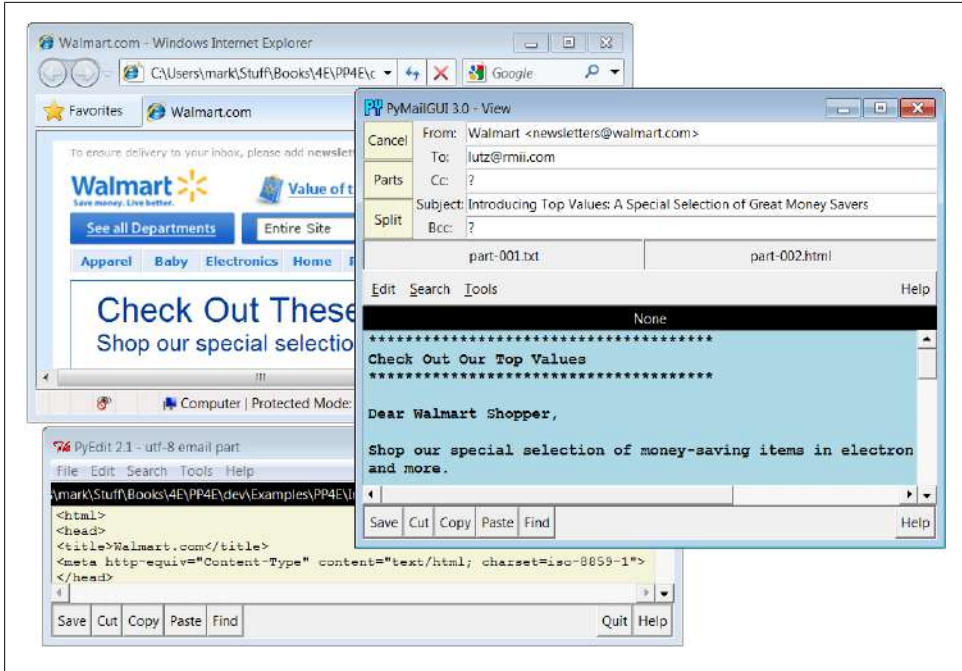 Walmart.com - Windows Internet Explorer
C:\Users\mark\Stuff\Books\4E\PP4E\c
Google
Favorites
Walmart.com
To ensure delivery to your inbox, please add newslet
Walmart
Save money. Live better.
Value of t
See all Departments
Entire Site
Apparel Baby Electronics Home
Check Out These
Shop our special selectio
Computer | Protected Mode:
PyMailGUI 3.0 - View
Cancel
From: Walmart <newsletters@walmart.com>
To: lutz@rmii.com
Parts
Cc: ?
Subject: Introducing Top Values: A Special Selection of Great Money Savers
Split
Bcc: ?
part-001.txt part-002.html
Edit Search Tools Help
None
***************************************
Check Out Our Top Values
***************************************
Dear Walmart Shopper,
Shop our special selection of money-saving items in electron
and more.
Save Cut Copy Paste Find Help
PyEdit 2.1 - utf-8 email part
File Edit Search Tools Help
\mark\Stuff\Books\4E\PP4E\dev\Examples\PP4E\I
<html>
<head>
<title>Walmart.com</title>
<meta http-equiv="Content-Type" content="text/html; charset=iso-8859-1">
</head>
Save Cut Copy Paste Find Quit Help